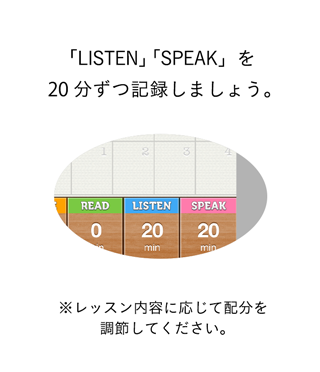 「LISTEN」「SPEAK」を
20分ずつ記録しましょう。
1 2 3 4
READ LISTEN SPEAK
0 20 20
min min
※レッスン内容に応じて配分を
調節してください。